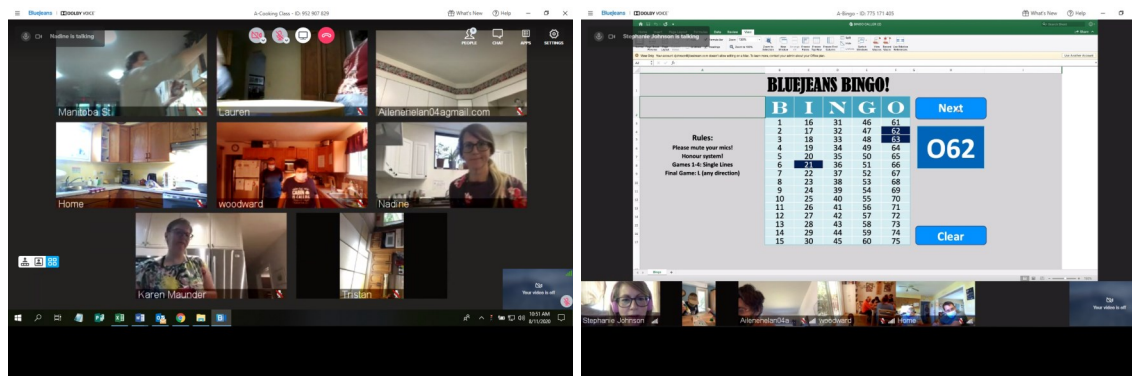 Bluejeans DOLBY VOICE
A-Cooking Class - ID: 952 907 829
What's New Help
Nadine is talking
PEOPLE CHAT APPS SETTINGS
Manitoba St.
Lauren
Ailenenelan04agmail.com
Home
woodward
Nadine
Karen Maunder
Tristan
Your video is off
10:51 AM
8/11/2020
Bluejeans DOLBY VOICE
A-Bingo - ID: 775 171 405
What's New Help
Stephanie Johnson is talking
BLUEJEANS BINGO!
B I N G O
1 16 31 46 61
2 17 32 47 62
3 18 33 48 63
4 19 34 49 64
5 20 35 50 65
6 21 36 51 66
7 22 37 52 67
8 23 38 53 68
9 24 39 54 69
10 25 40 55 70
11 26 41 56 71
12 27 42 57 72
13 28 43 58 73
14 29 44 59 74
15 30 45 60 75
Rules:
Please mute your mics!
Honour system!
Games 1-4: Single Lines
Final Game: L (any direction)
Next
O62
Clear
Bingo
Stephanie Johnson
Ailenenelan04a
woodward
Home
Your video is off